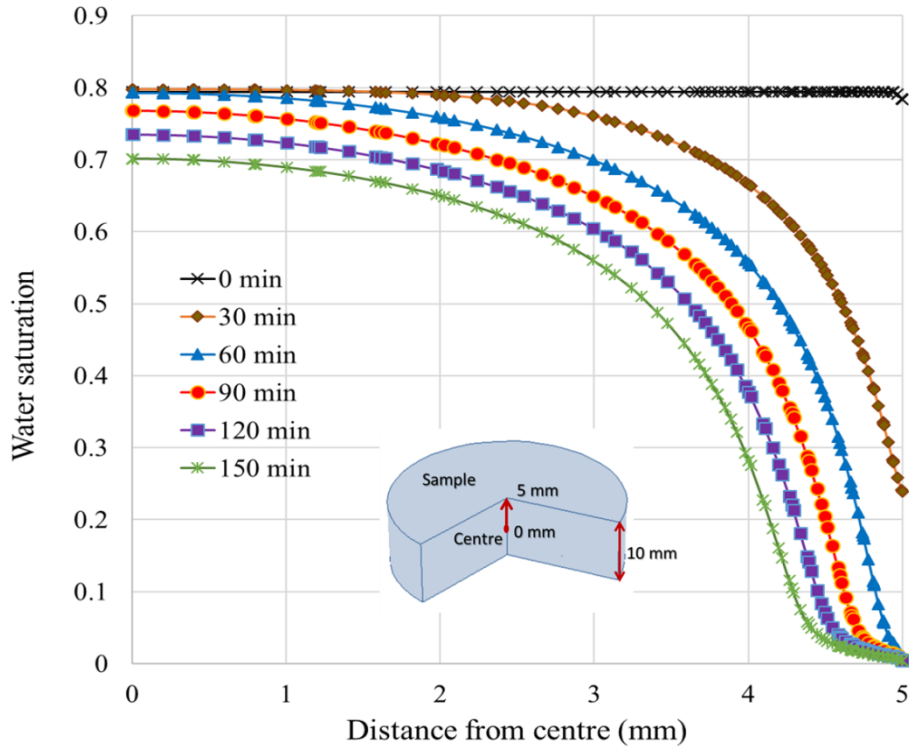 0.9
0.8
0.7
0.6
0.5
0.4
0.3
0.2
0.1
0
Water saturation
0 min
30 min
60 min
90 min
120 min
150 min
Sample
5 mm
Centre
0 mm
10 mm
0 1 2 3 4 5
Distance from centre (mm)